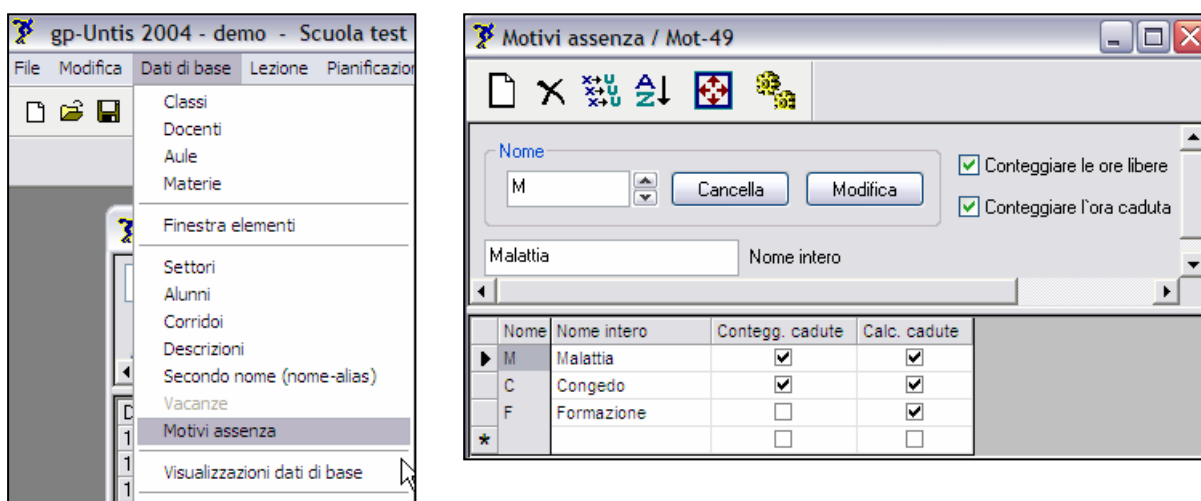 gp-Untis 2004 - demo - Scuola test
File Modifica Dati di base Lezione Pianificazion
Classi
Docenti
Aule
Materie
Finestra elementi
Settori
Alunni
Corridoi
Descrizioni
Secondo nome (nome-alias)
Vacanze
Motivi assenza
Visualizzazioni dati di base
D
1
1
1
Motivi assenza / Mot-49
Nome
M Cancella Modifica
Conteggiare le ore libere
Conteggiare l`ora caduta
Malattia Nome intero
Nome Nome intero Contegg. cadute Calc. cadute
M Malattia
C Congedo
F Formazione